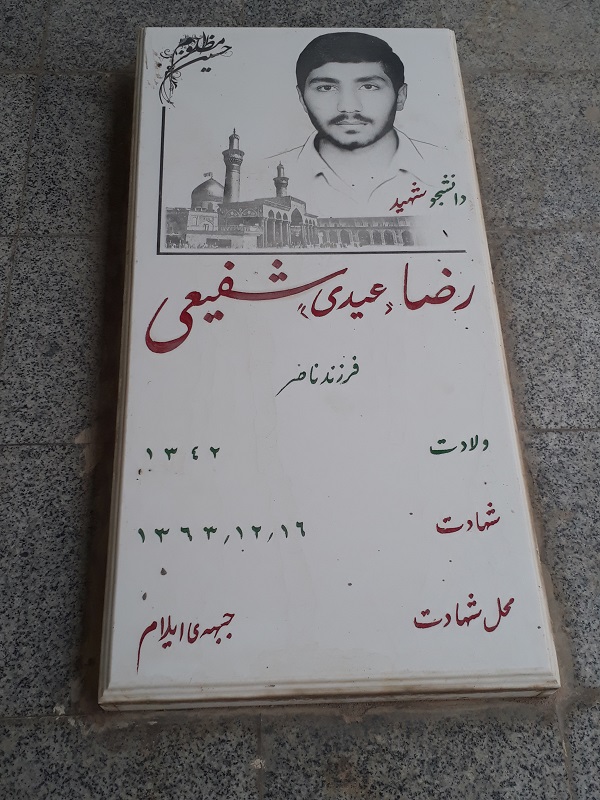 حسین مظلوم
دانشجو شهید
رضا «عیدی» شفیعی
فرزند ناصر
ولادت ۱۳۴۲
شهادت ۱۳۶۳/۱۲/۱۶
محل شهادت جبهه‌ی ایلام